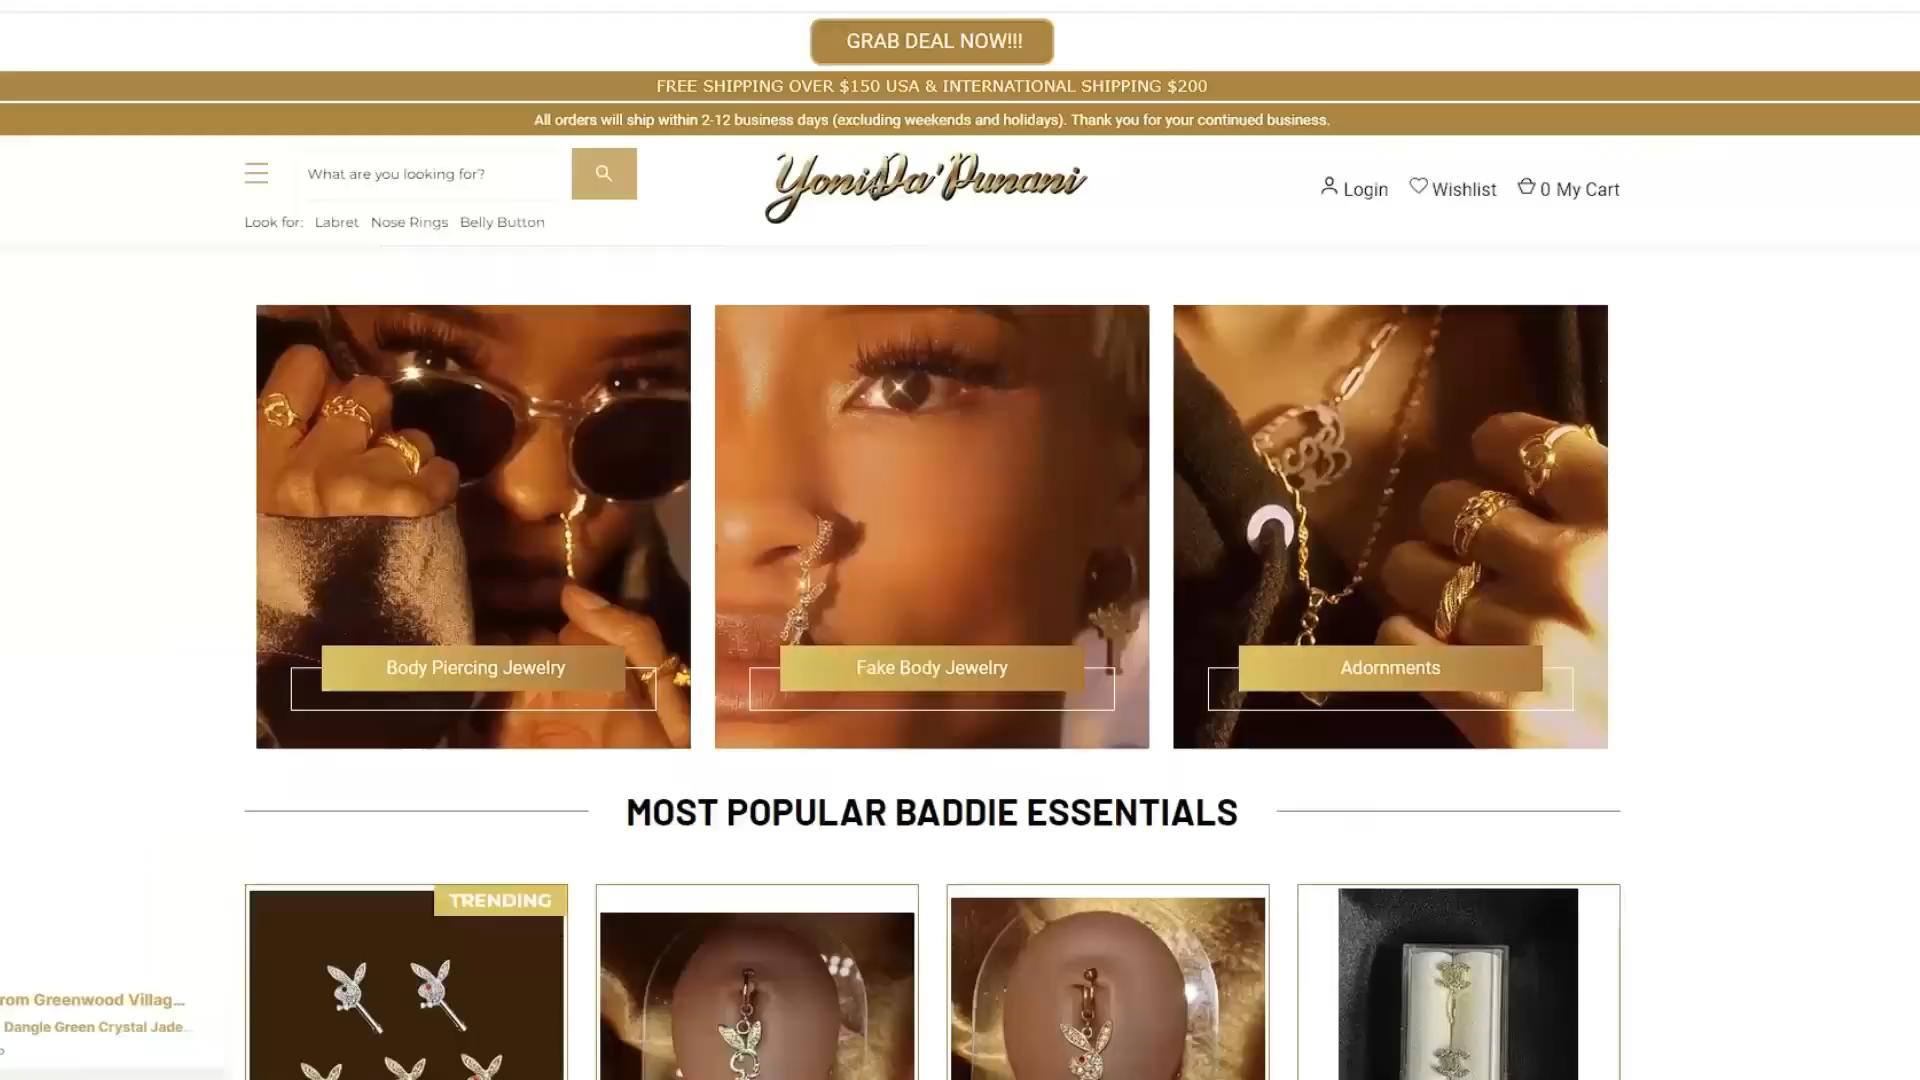 GRAB DEAL NOW!!!
FREE SHIPPING OVER $150 USA & INTERNATIONAL SHIPPING $200
All orders will ship within 2-12 business days (excluding weekends and holidays). Thank you for your continued business.
What are you looking for?
YoniDa'Punani
Login
Wishlist
0 My Cart
Look for: Labret Nose Rings Belly Button
Body Piercing Jewelry
Fake Body Jewelry
Adornments
MOST POPULAR BADDIE ESSENTIALS
TRENDING
rom Greenwood Villag...
Dangle Green Crystal Jade...